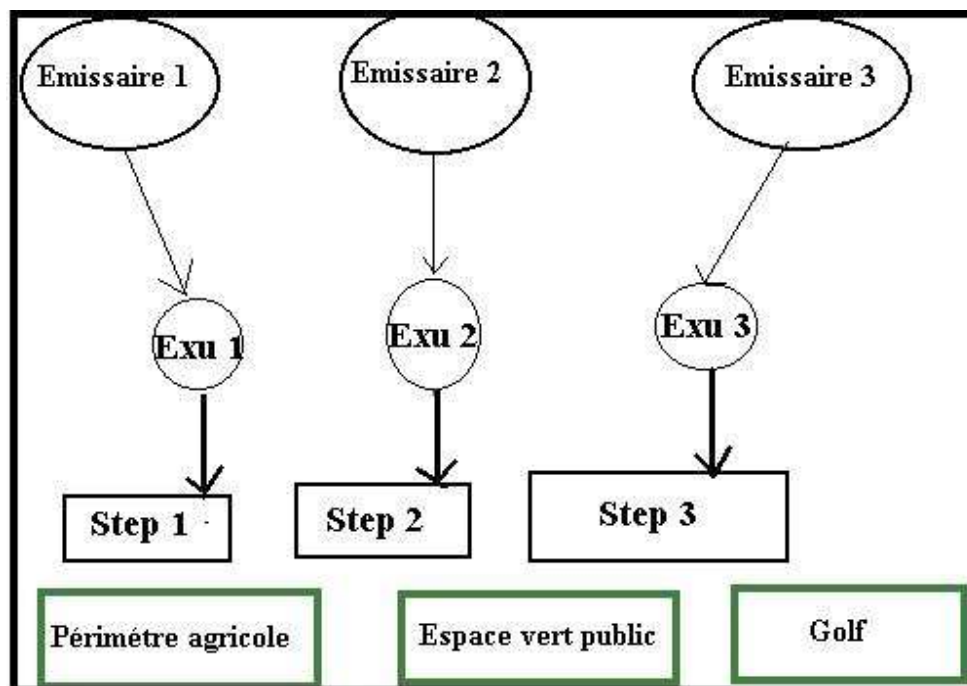 Emissaire 1
Emissaire 2
Emissaire 3
Exu 1
Exu 2
Exu 3
Step 1
Step 2
Step 3
Périmétre agricole
Espace vert public
Golf